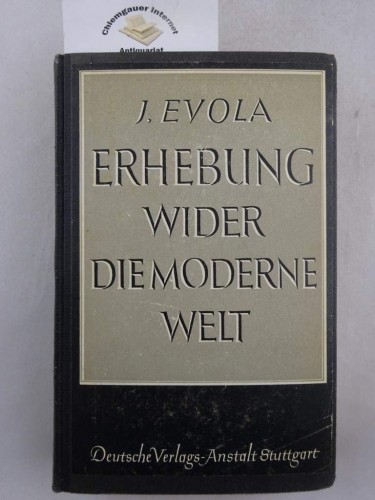 Chiemgauer Internet
Antiquariat
J. EVOLA
ERHEBUNG
WIDER
DIE MODERNE
WELT
Deutsche Verlags-Anstalt Stuttgart